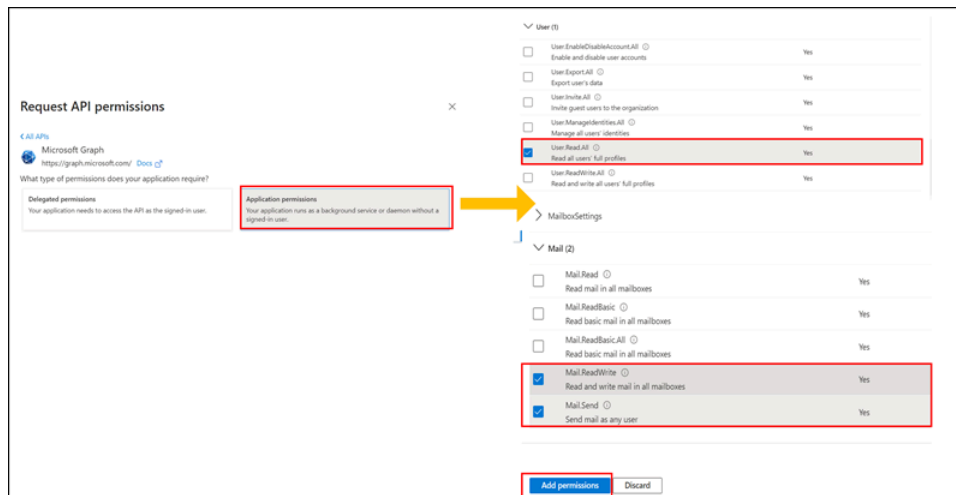 Request API permissions
All APIs
Microsoft Graph
https://graph.microsoft.com/ Docs
What type of permissions does your application require?
Delegated permissions
Your application needs to access the API as the signed-in user.
Application permissions
Your application runs as a background service or daemon without a
signed-in user.
User (1)
User.EnableDisableAccount.All
Enable and disable user accounts
Yes
User.Export.All
Export user's data
Yes
User.Invite.All
Invite guest users to the organization
Yes
User.ManageIdentities.All
Manage all users' identities
Yes
User.Read.All
Read all users' full profiles
Yes
User.ReadWrite.All
Read and write all users' full profiles
Yes
MailboxSettings
Mail (2)
Mail.Read
Read mail in all mailboxes
Yes
Mail.ReadBasic
Read basic mail in all mailboxes
Yes
Mail.ReadBasic.All
Read basic mail in all mailboxes
Yes
Mail.ReadWrite
Read and write mail in all mailboxes
Yes
Mail.Send
Send mail as any user
Yes
Add permissions
Discard